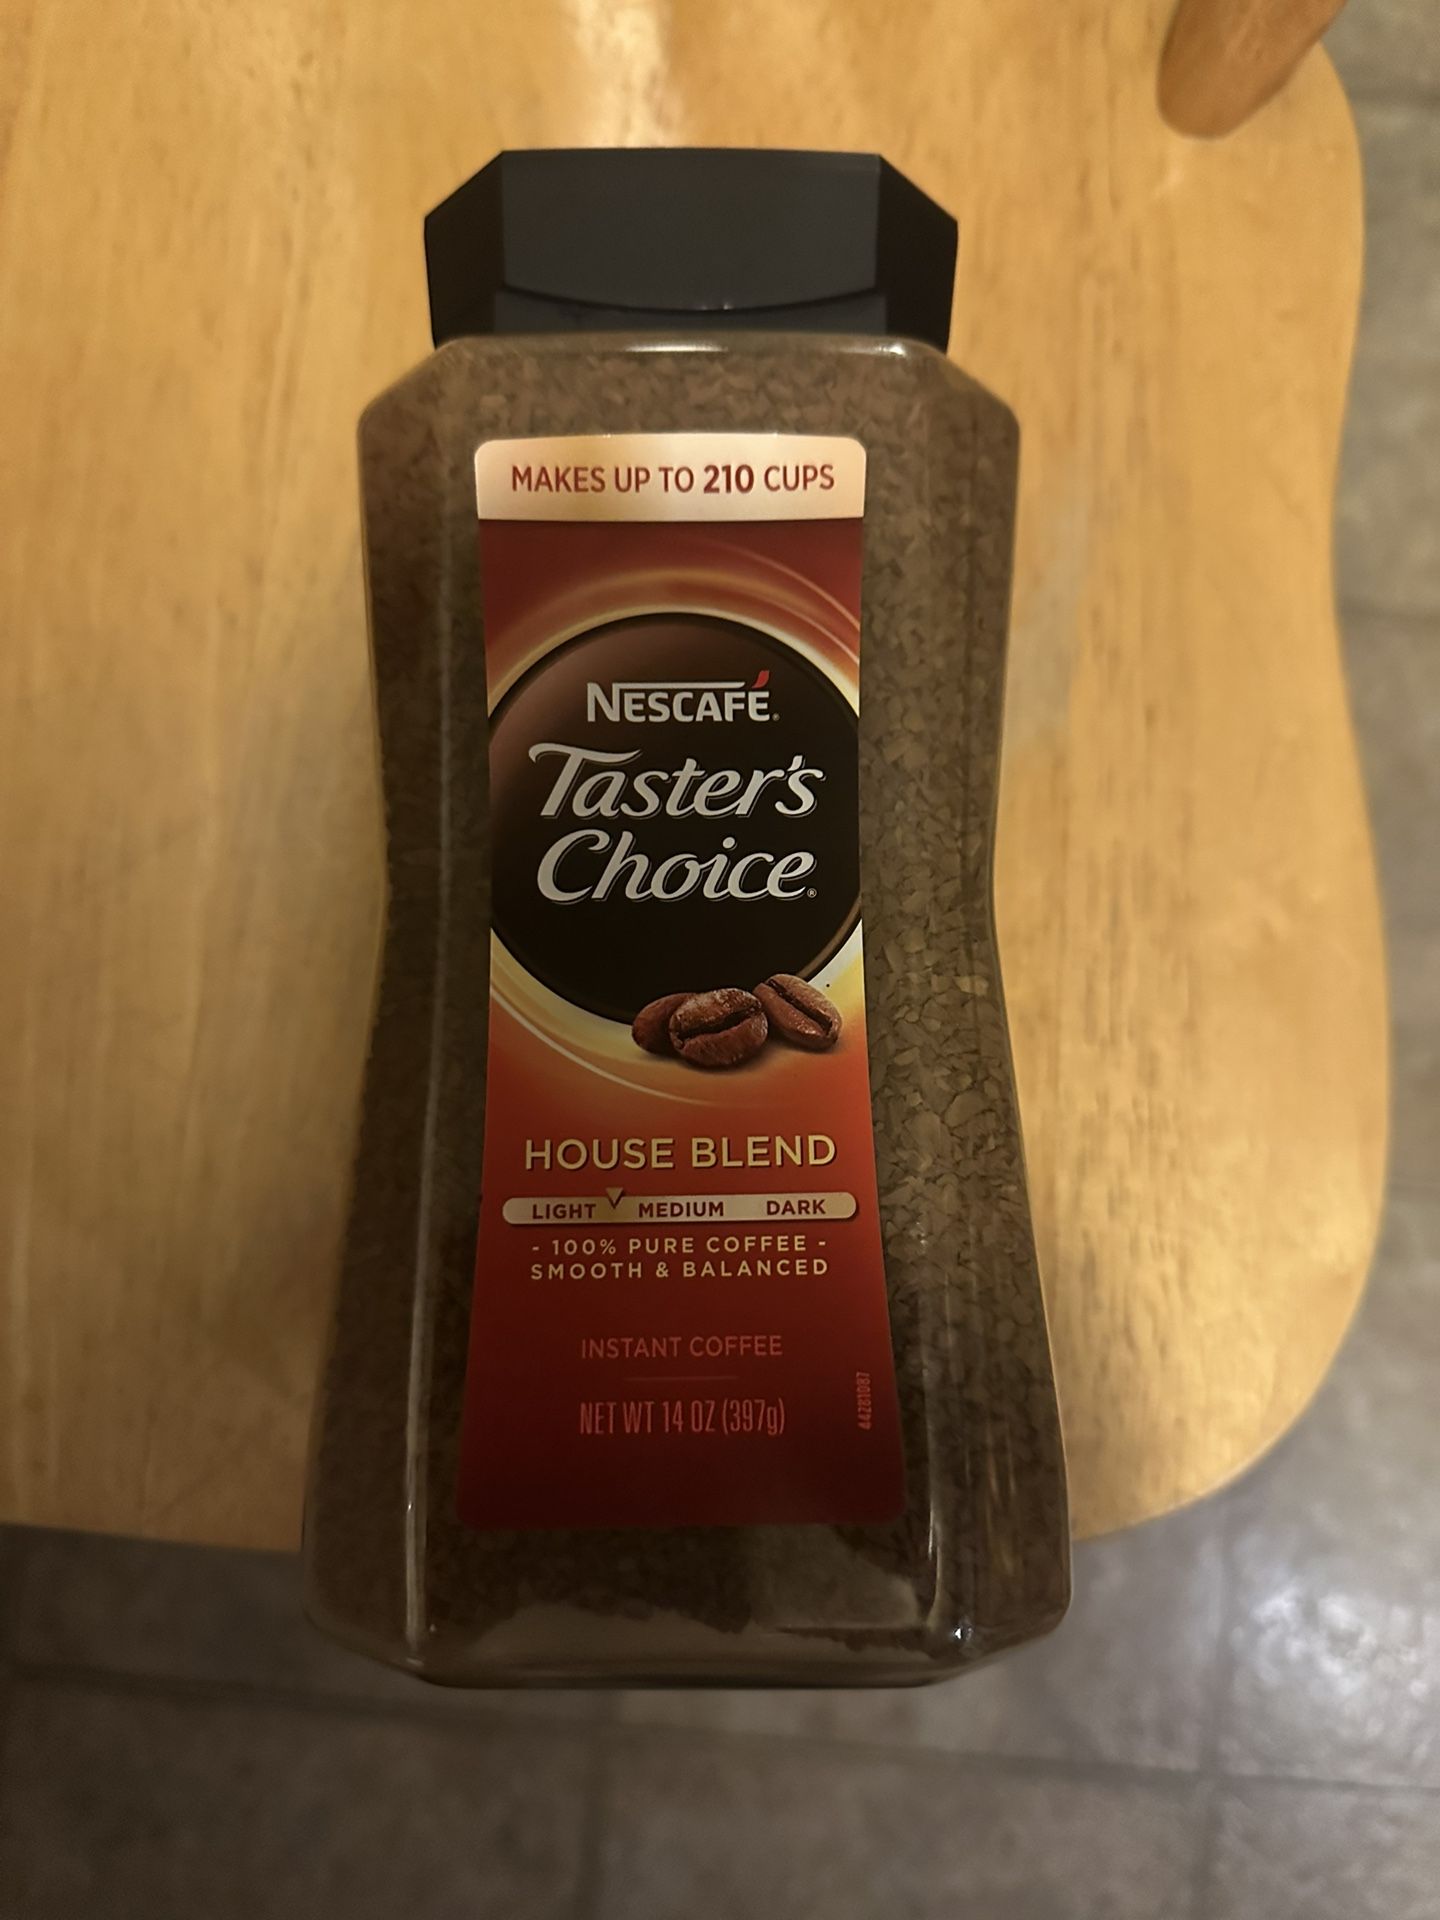 MAKES UP TO 210 CUPS
NESCAFÉ®
Taster's
Choice®
HOUSE BLEND
LIGHT MEDIUM DARK
- 100% PURE COFFEE -
SMOOTH & BALANCED
INSTANT COFFEE
NET WT 14 OZ (397g)
44281087